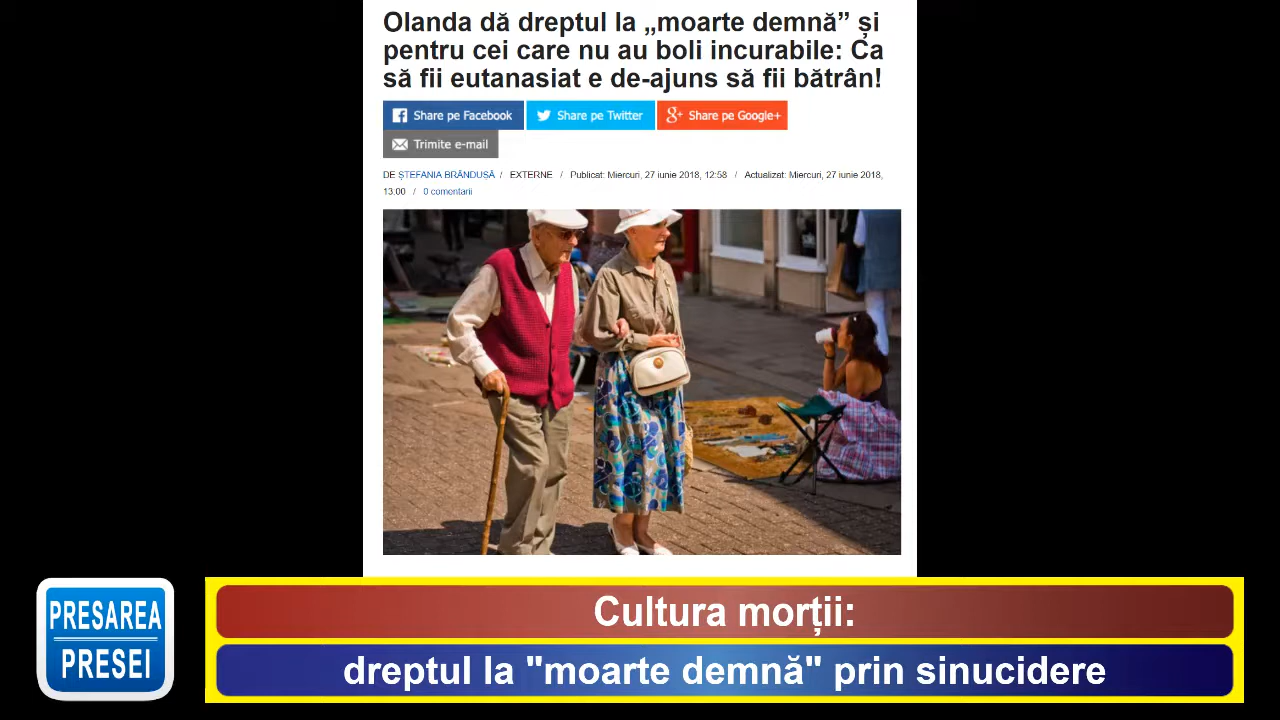 Olanda dă dreptul la „moarte demnă” și
pentru cei care nu au boli incurabile: Ca
să fii eutanasiat e de-ajuns să fii bătrân!
Share pe Facebook
Share pe Twitter
Share pe Google+
Trimite e-mail
DE ȘTEFANIA BRÂNDUȘĂ / EXTERNE / Publicat: Miercuri, 27 iunie 2018, 12:58 / Actualizat: Miercuri, 27 iunie 2018,
13:00 / 0 comentarii
PRESAREA
PRESEI
Cultura morții:
dreptul la "moarte demnă" prin sinucidere